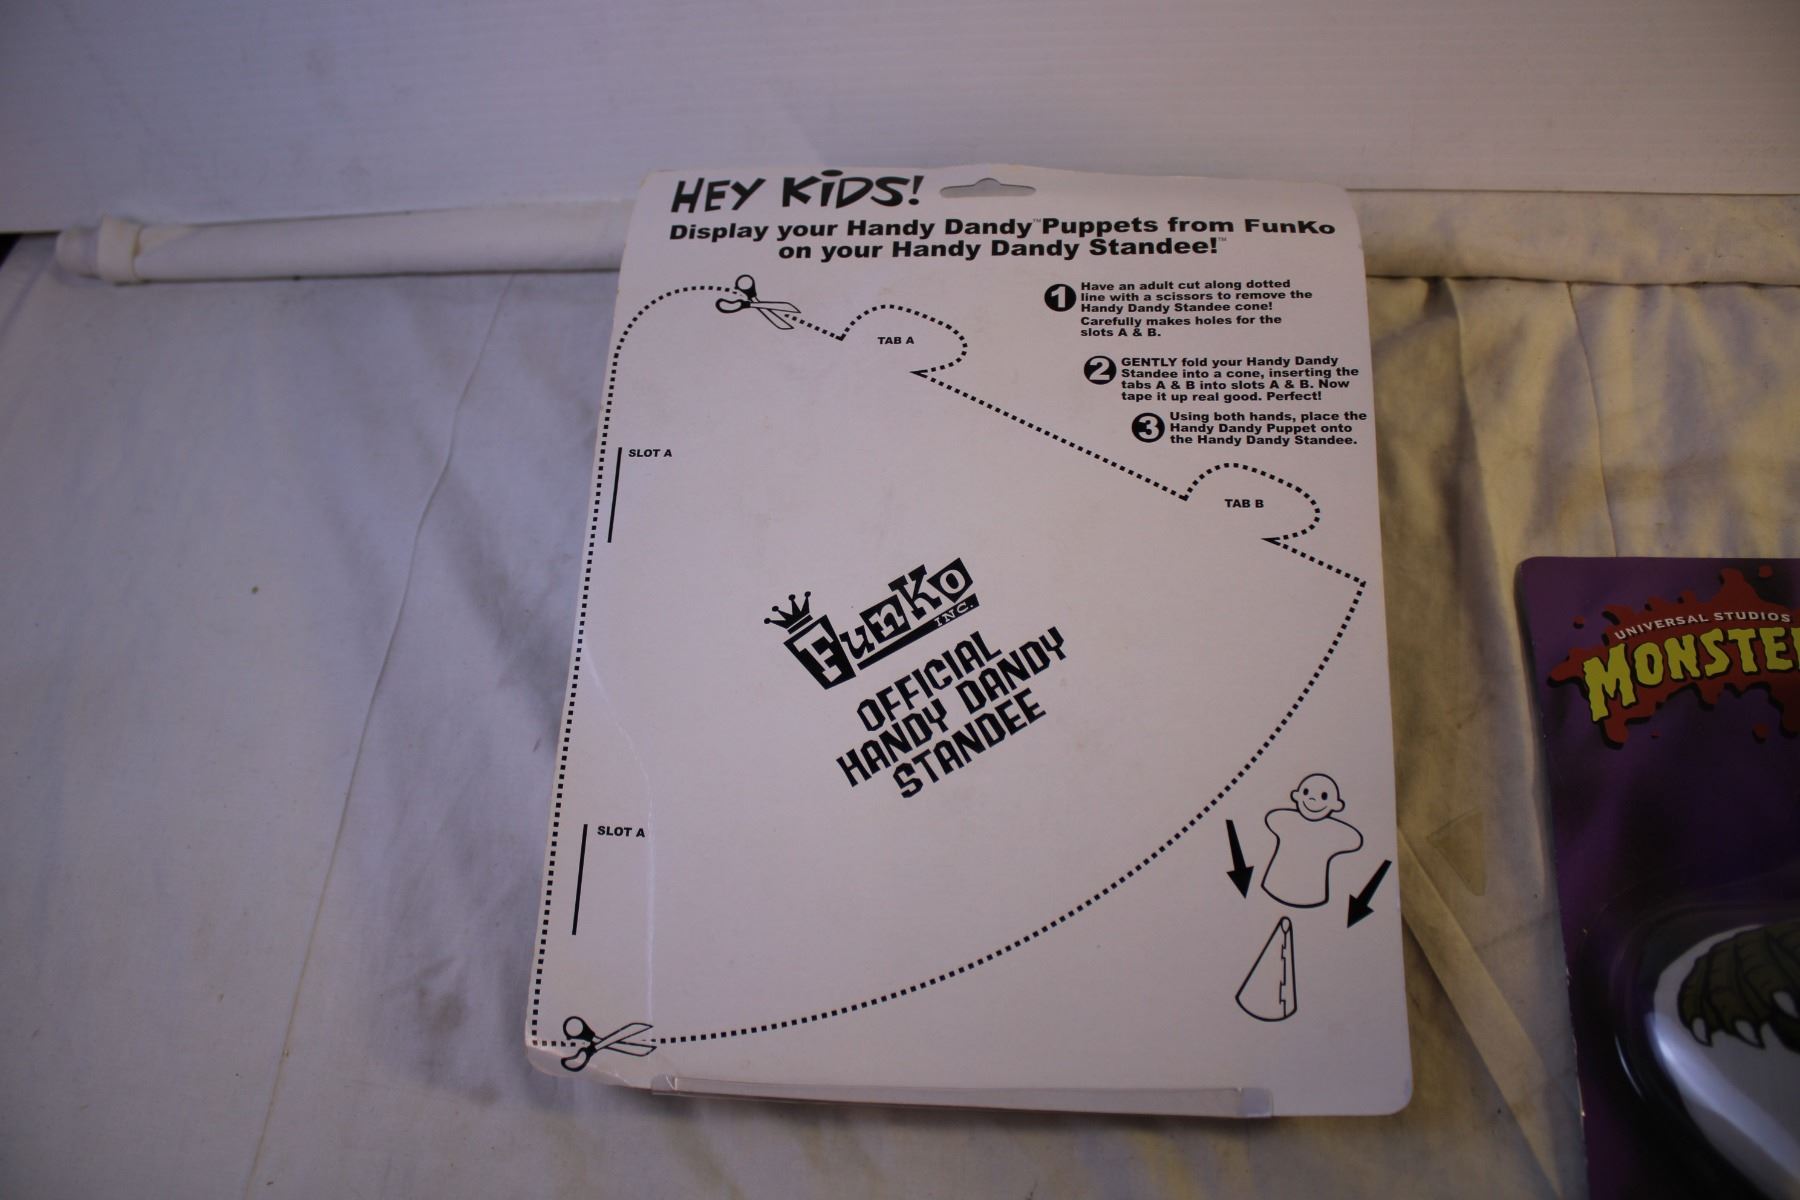 HEY KiDS!
Display your Handy Dandy™ Puppets from FunKo
on your Handy Dandy Standee!™
1 Have an adult cut along dotted
line with a scissors to remove the
Handy Dandy Standee cone!
Carefully makes holes for the
slots A & B.
2 GENTLY fold your Handy Dandy
Standee into a cone, inserting the
tabs A & B into slots A & B. Now
tape it up real good. Perfect!
3 Using both hands, place the
Handy Dandy Puppet onto
the Handy Dandy Standee.
TAB A
TAB B
SLOT A
SLOT A
FunKo
INC.
OFFICIAL
HANDY DANDY
STANDEE
UNIVERSAL STUDIOS
MONSTE